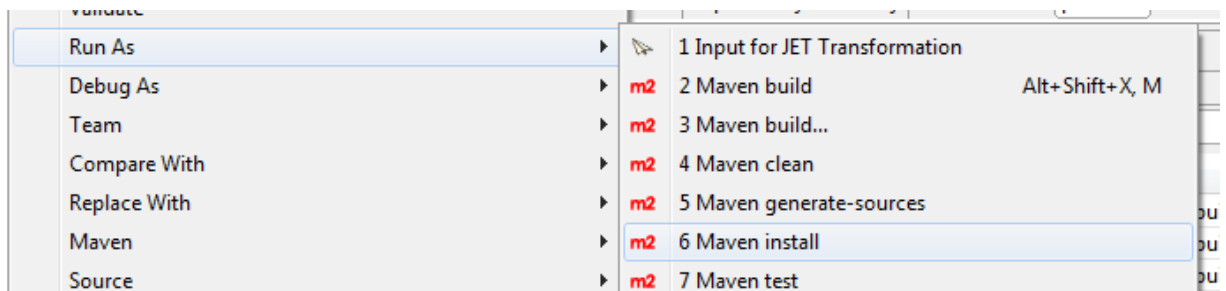 Validate
Run As
Debug As
Team
Compare With
Replace With
Maven
Source
1 Input for JET Transformation
m2 2 Maven build Alt+Shift+X, M
m2 3 Maven build...
m2 4 Maven clean
m2 5 Maven generate-sources
m2 6 Maven install
m2 7 Maven test